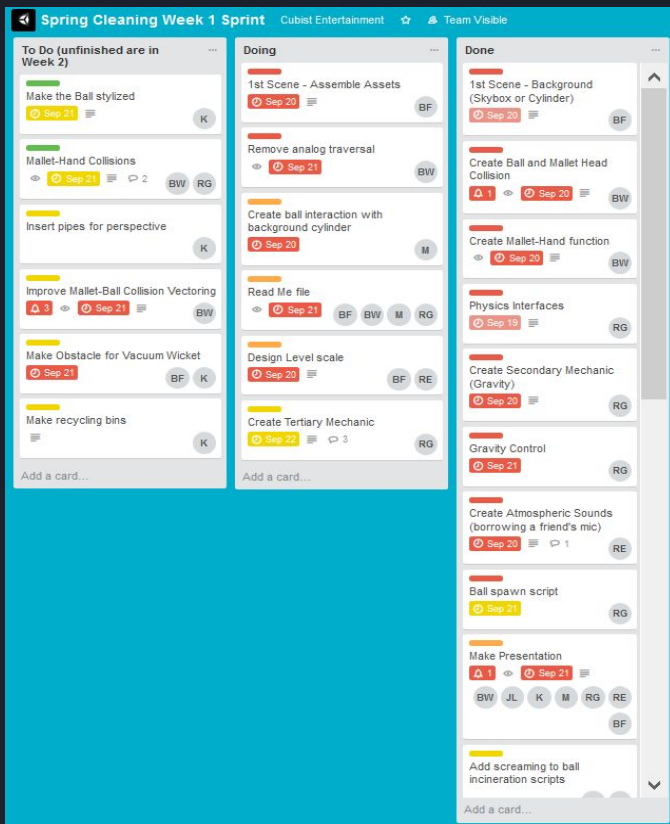 Spring Cleaning Week 1 Sprint Cubist Entertainment Team Visible
To Do (unfinished are in
Week 2)
Make the Ball stylized
Sep 21
K
Mallet-Hand Collisions
Sep 21 2
BW RG
Insert pipes for perspective
K
Improve Mallet-Ball Collision Vectoring
3 Sep 21
BW
Make Obstacle for Vacuum Wicket
Sep 21
BF K
Make recycling bins
K
Add a card...
Doing
1st Scene - Assemble Assets
Sep 20
BF
Remove analog traversal
Sep 21
BW
Create ball interaction with
background cylinder
Sep 20
M
Read Me file
Sep 21
BF BW M RG
Design Level scale
Sep 20
BF RE
Create Tertiary Mechanic
Sep 22 3
RG
Add a card...
Done
1st Scene - Background
(Skybox or Cylinder)
Sep 20
BF
Create Ball and Mallet Head
Collision
1 Sep 20
BW
Create Mallet-Hand function
Sep 20
BW
Physics Interfaces
Sep 19
RG
Create Secondary Mechanic
(Gravity)
Sep 20
RG
Gravity Control
Sep 21
RG
Create Atmospheric Sounds
(borrowing a friend's mic)
Sep 20 1
RE
Ball spawn script
Sep 21
RG
Make Presentation
1 Sep 21
BW JL K M RG RE
BF
Add screaming to ball
incineration scripts
Add a card...